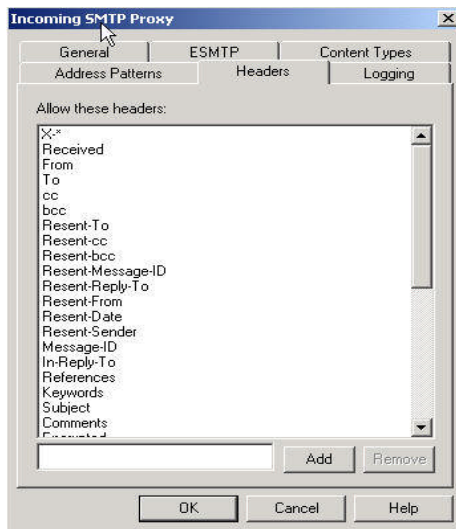 Incoming SMTP Proxy
General ESMTP Content Types
Address Patterns Headers Logging
Allow these headers:
X-*
Received
From
To
cc
bcc
Resent-To
Resent-cc
Resent-bcc
Resent-Message-ID
Resent-Reply-To
Resent-From
Resent-Date
Resent-Sender
Message-ID
In-Reply-To
References
Keywords
Subject
Comments
Encrypted
Add Remove
OK Cancel Help